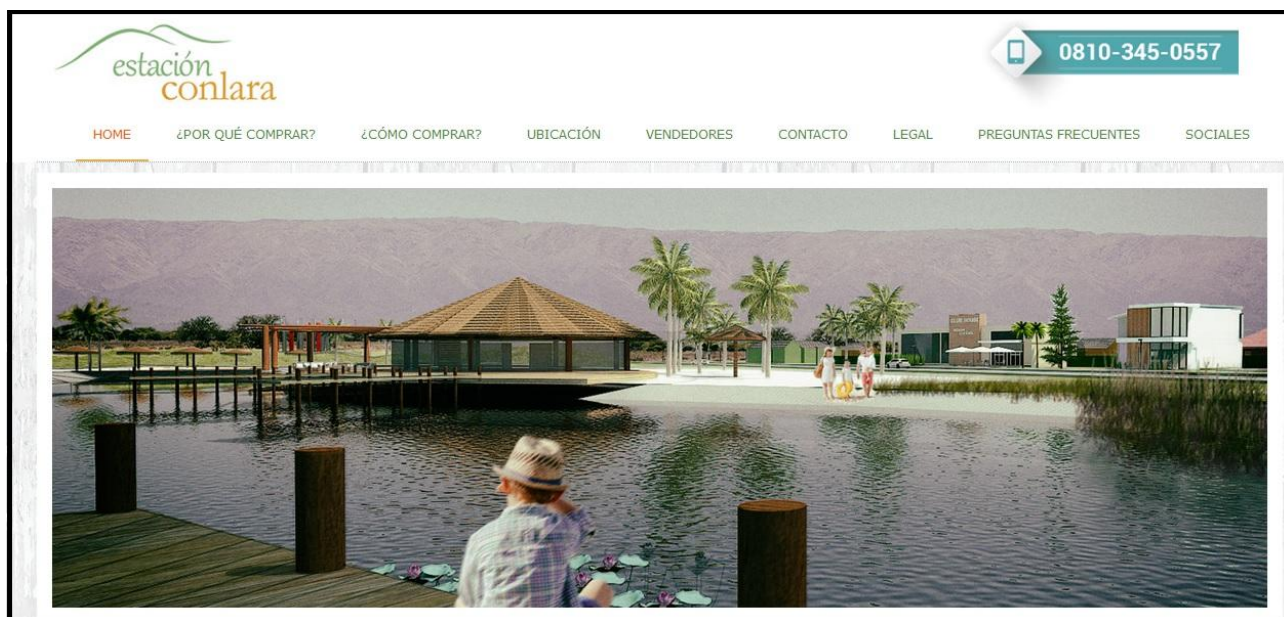 estación
conlara
0810-345-0557
HOME ¿POR QUÉ COMPRAR? ¿CÓMO COMPRAR? UBICACIÓN VENDEDORES CONTACTO LEGAL PREGUNTAS FRECUENTES SOCIALES